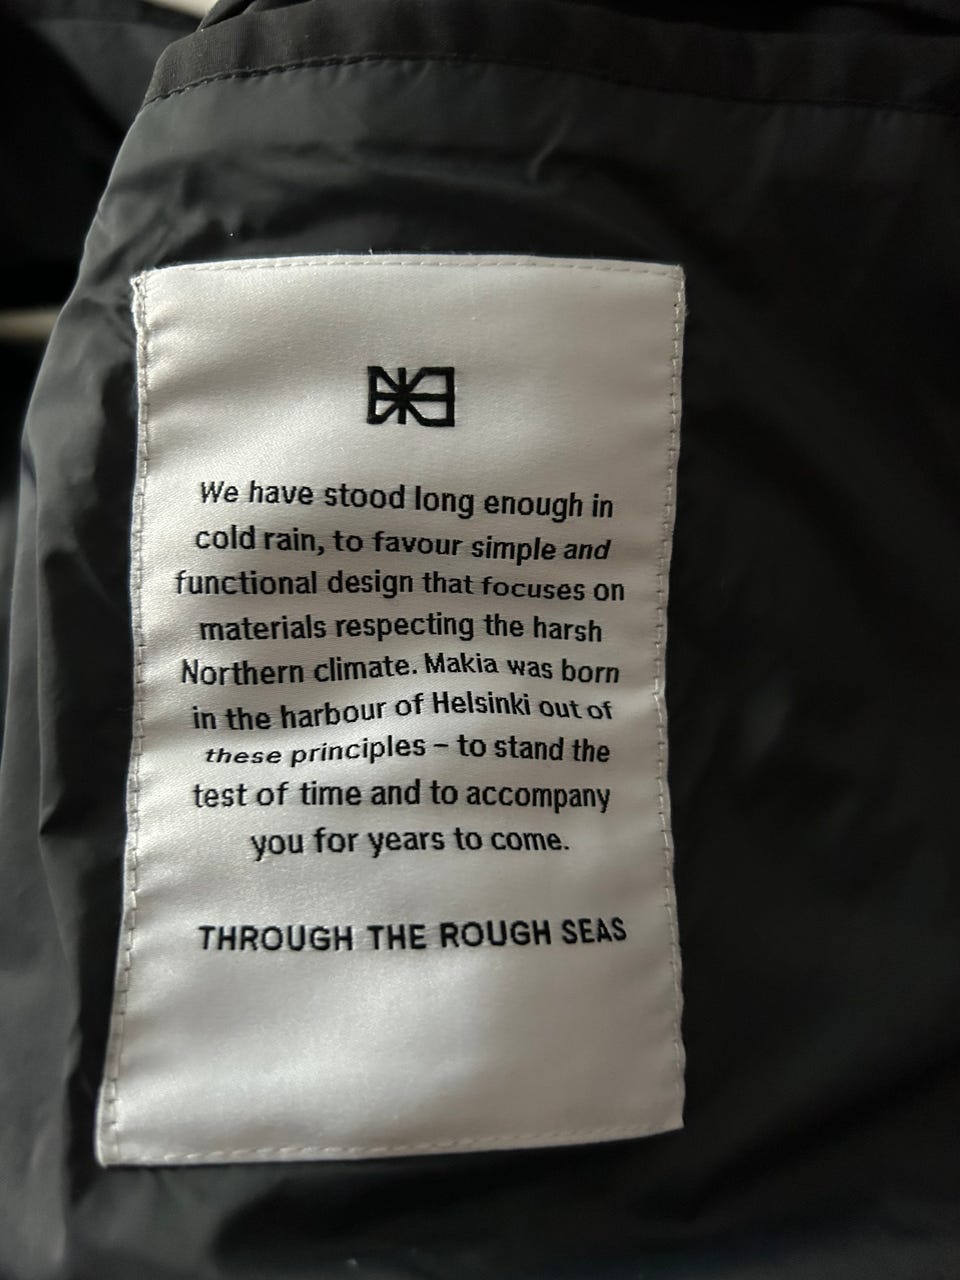 We have stood long enough in
cold rain, to favour simple and
functional design that focuses on
materials respecting the harsh
Northern climate. Makia was born
in the harbour of Helsinki out of
these principles – to stand the
test of time and to accompany
you for years to come.
THROUGH THE ROUGH SEAS